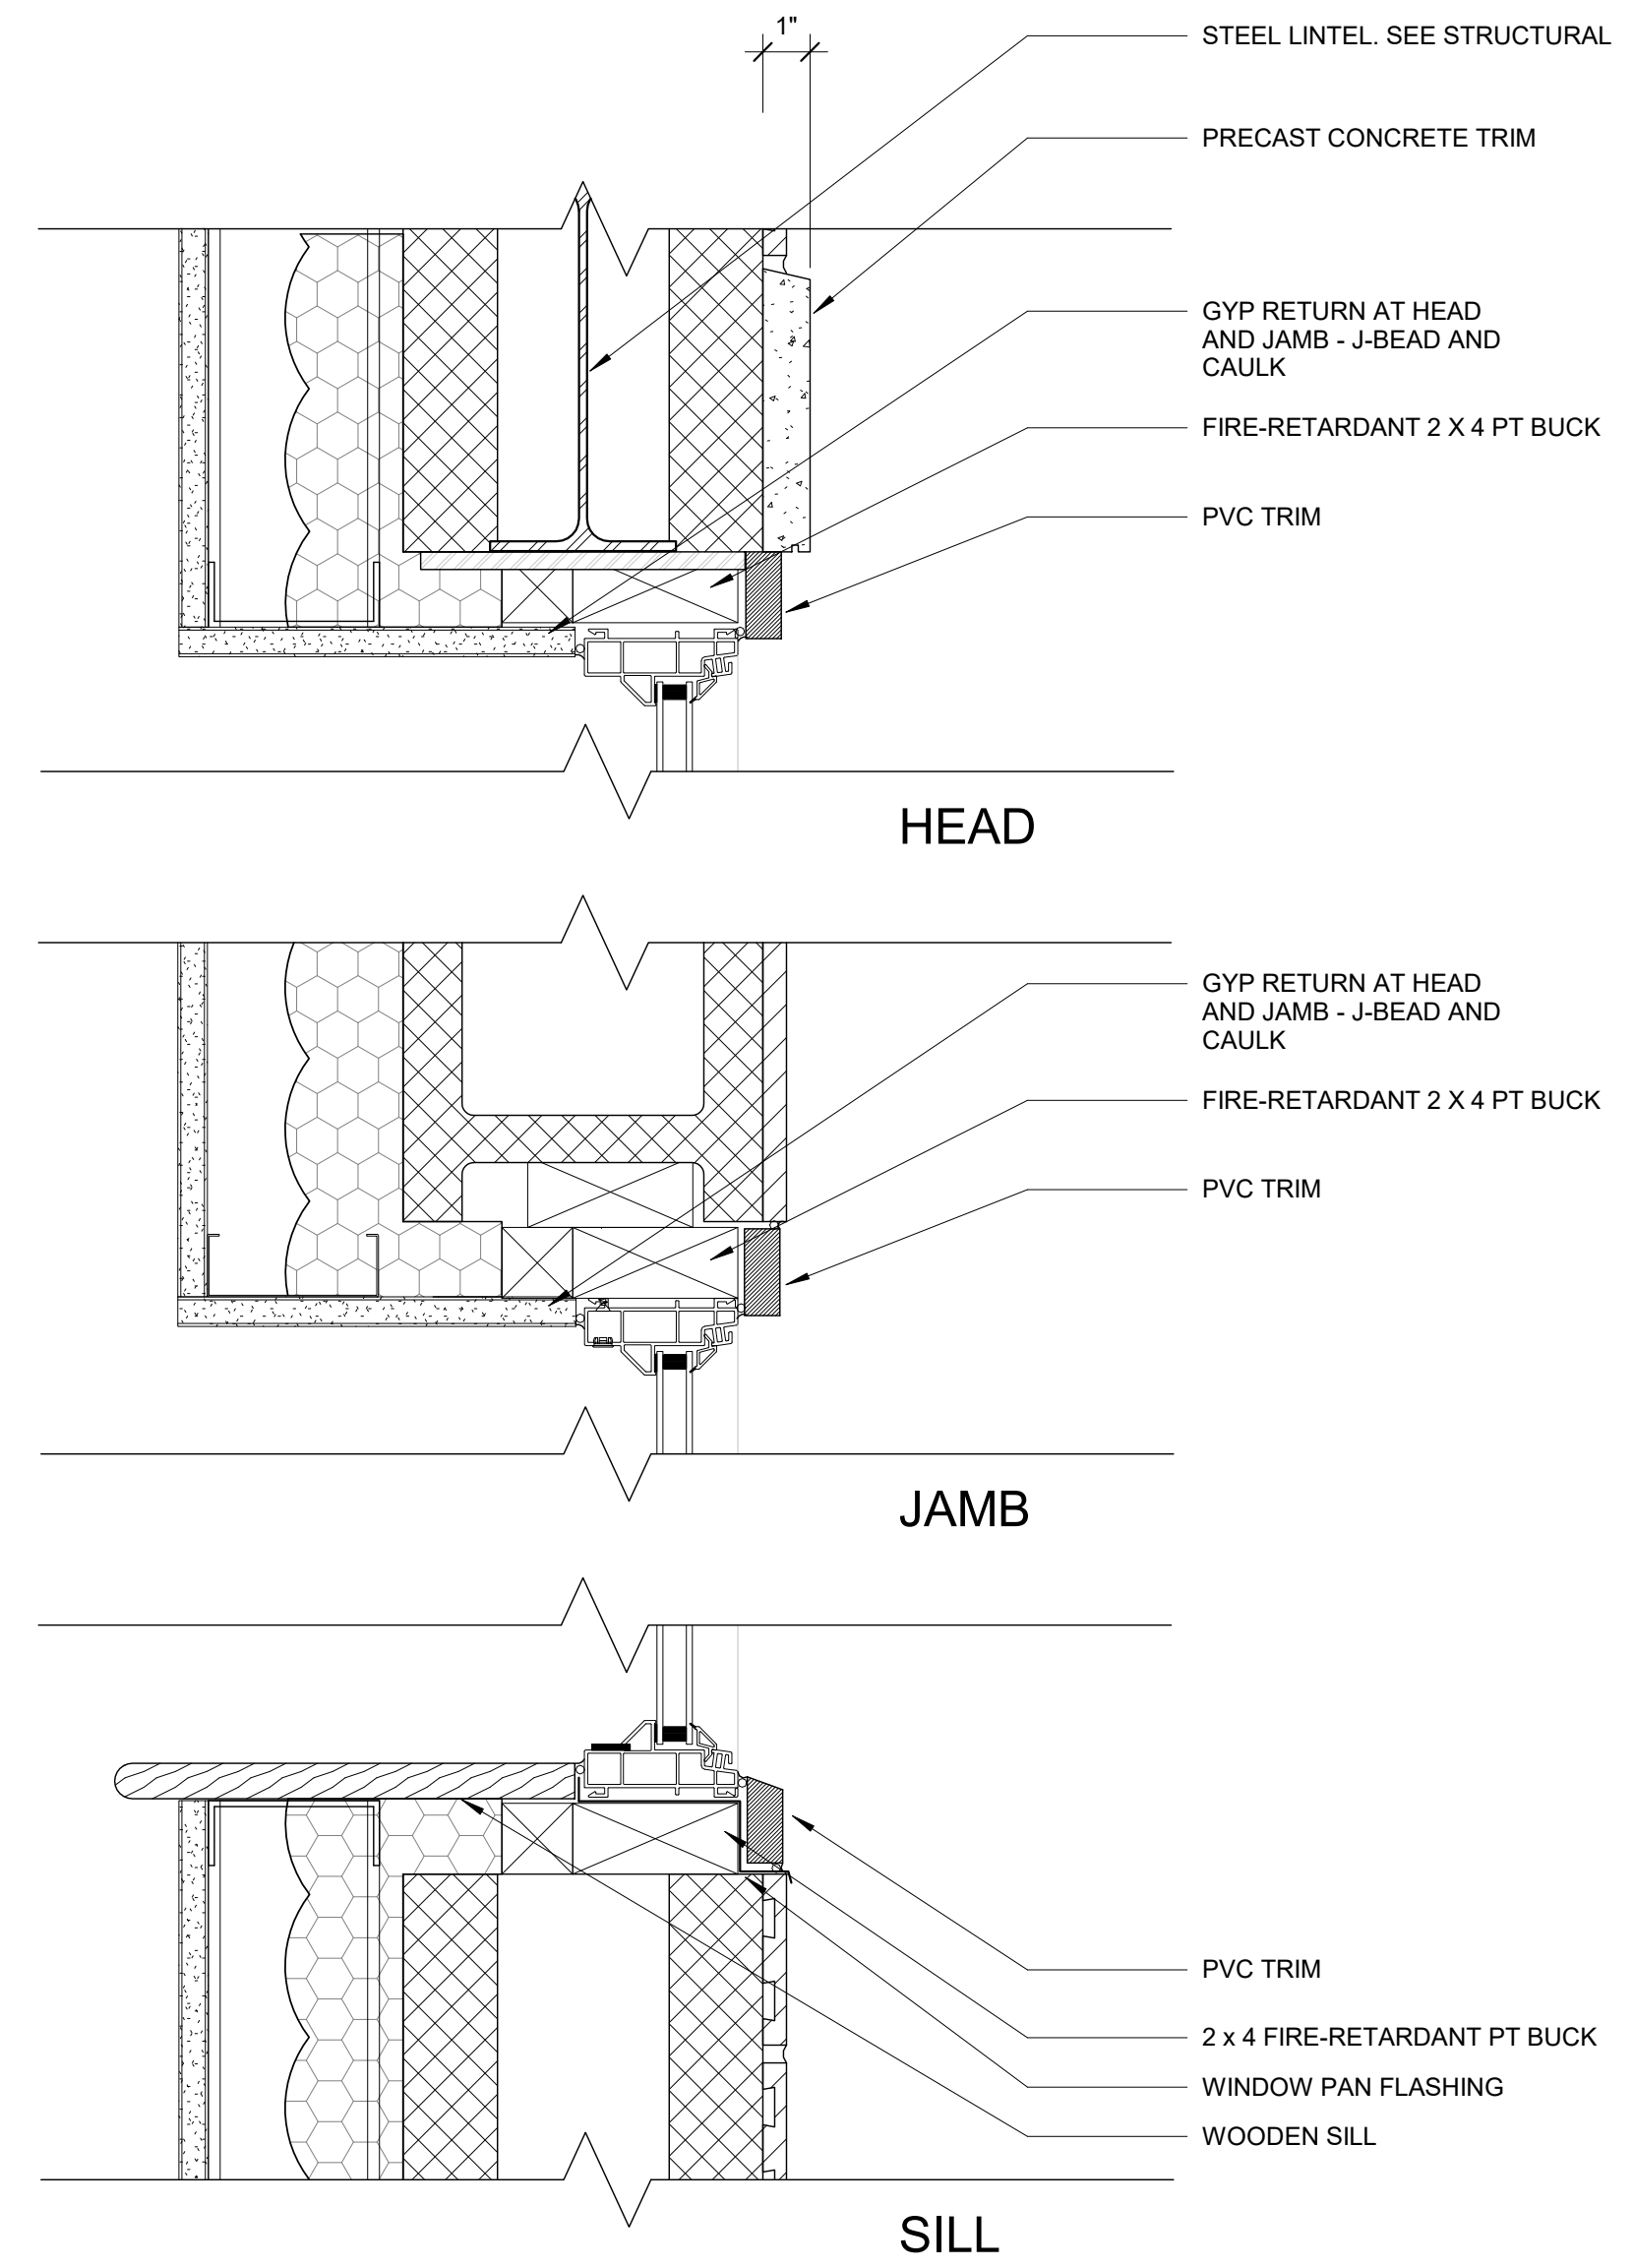 1"
STEEL LINTEL. SEE STRUCTURAL
PRECAST CONCRETE TRIM
GYP RETURN AT HEAD
AND JAMB - J-BEAD AND
CAULK
FIRE-RETARDANT 2 X 4 PT BUCK
PVC TRIM
HEAD
GYP RETURN AT HEAD
AND JAMB - J-BEAD AND
CAULK
FIRE-RETARDANT 2 X 4 PT BUCK
PVC TRIM
JAMB
PVC TRIM
2 x 4 FIRE-RETARDANT PT BUCK
WINDOW PAN FLASHING
WOODEN SILL
SILL